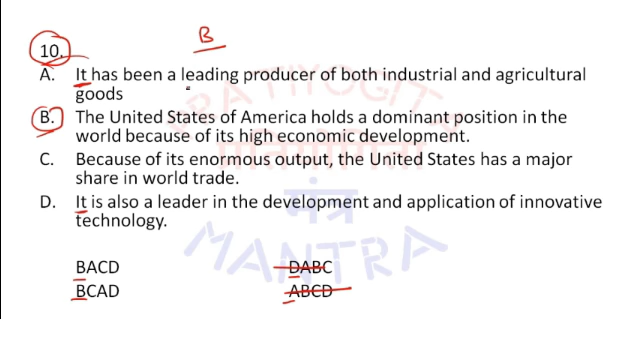 B
10.
A. It has been a leading producer of both industrial and agricultural
goods
B. The United States of America holds a dominant position in the
world because of its high economic development.
C. Because of its enormous output, the United States has a major
share in world trade.
D. It is also a leader in the development and application of innovative
technology.
PRATIYOGITA
मंत्र
MANTRA
BACD DABC
BCAD ABCD